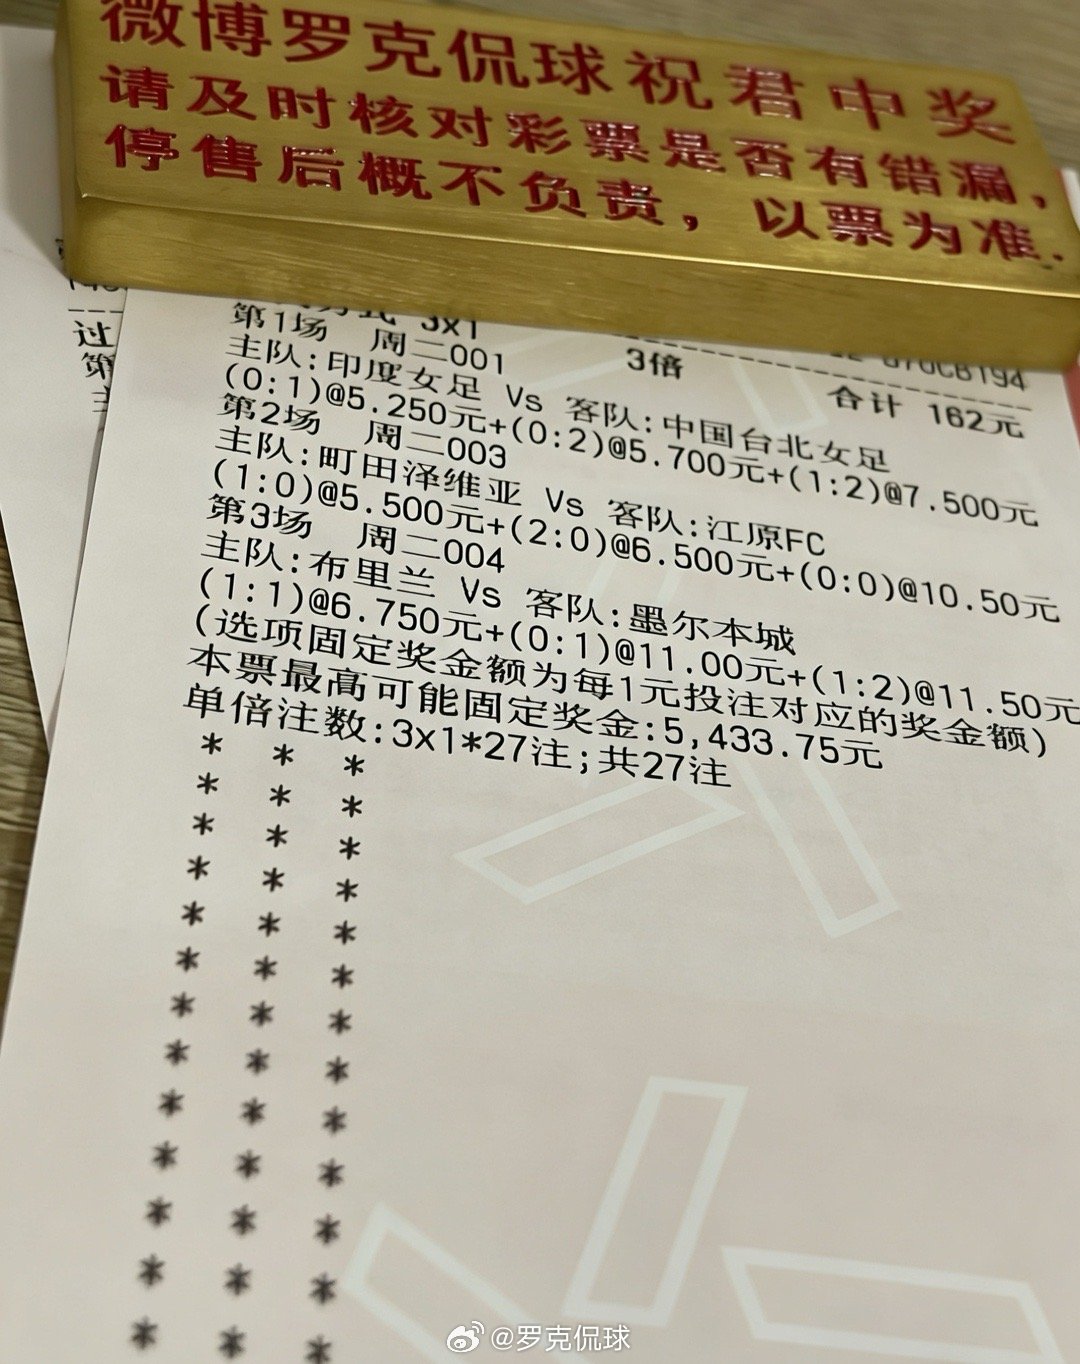 微博罗克侃球祝君中奖
请及时核对彩票是否有错漏，
停售后概不负责，以票为准.
3x1
第1场 周二001 3倍 合计 162元
主队:印度女足 Vs 客队:中国台北女足
(0:1)@5.250元+(0:2)@5.700元+(1:2)@7.500元
第2场 周二003
主队:町田泽维亚 Vs 客队:江原FC
(1:0)@5.500元+(2:0)@6.500元+(0:0)@10.50元
第3场 周二004
主队:布里兰 Vs 客队:墨尔本城
(1:1)@6.750元+(0:1)@11.00元+(1:2)@11.50元
(选项固定奖金额为每1元投注对应的奖金额)
本票最高可能固定奖金:5,433.75元
单倍注数:3x1*27注;共27注
* * *
* * *
* * *
* * *
* * *
* * *
* * *
* * *
* * *
* * *
* * *
* * *
* * *
过
第
@罗克侃球